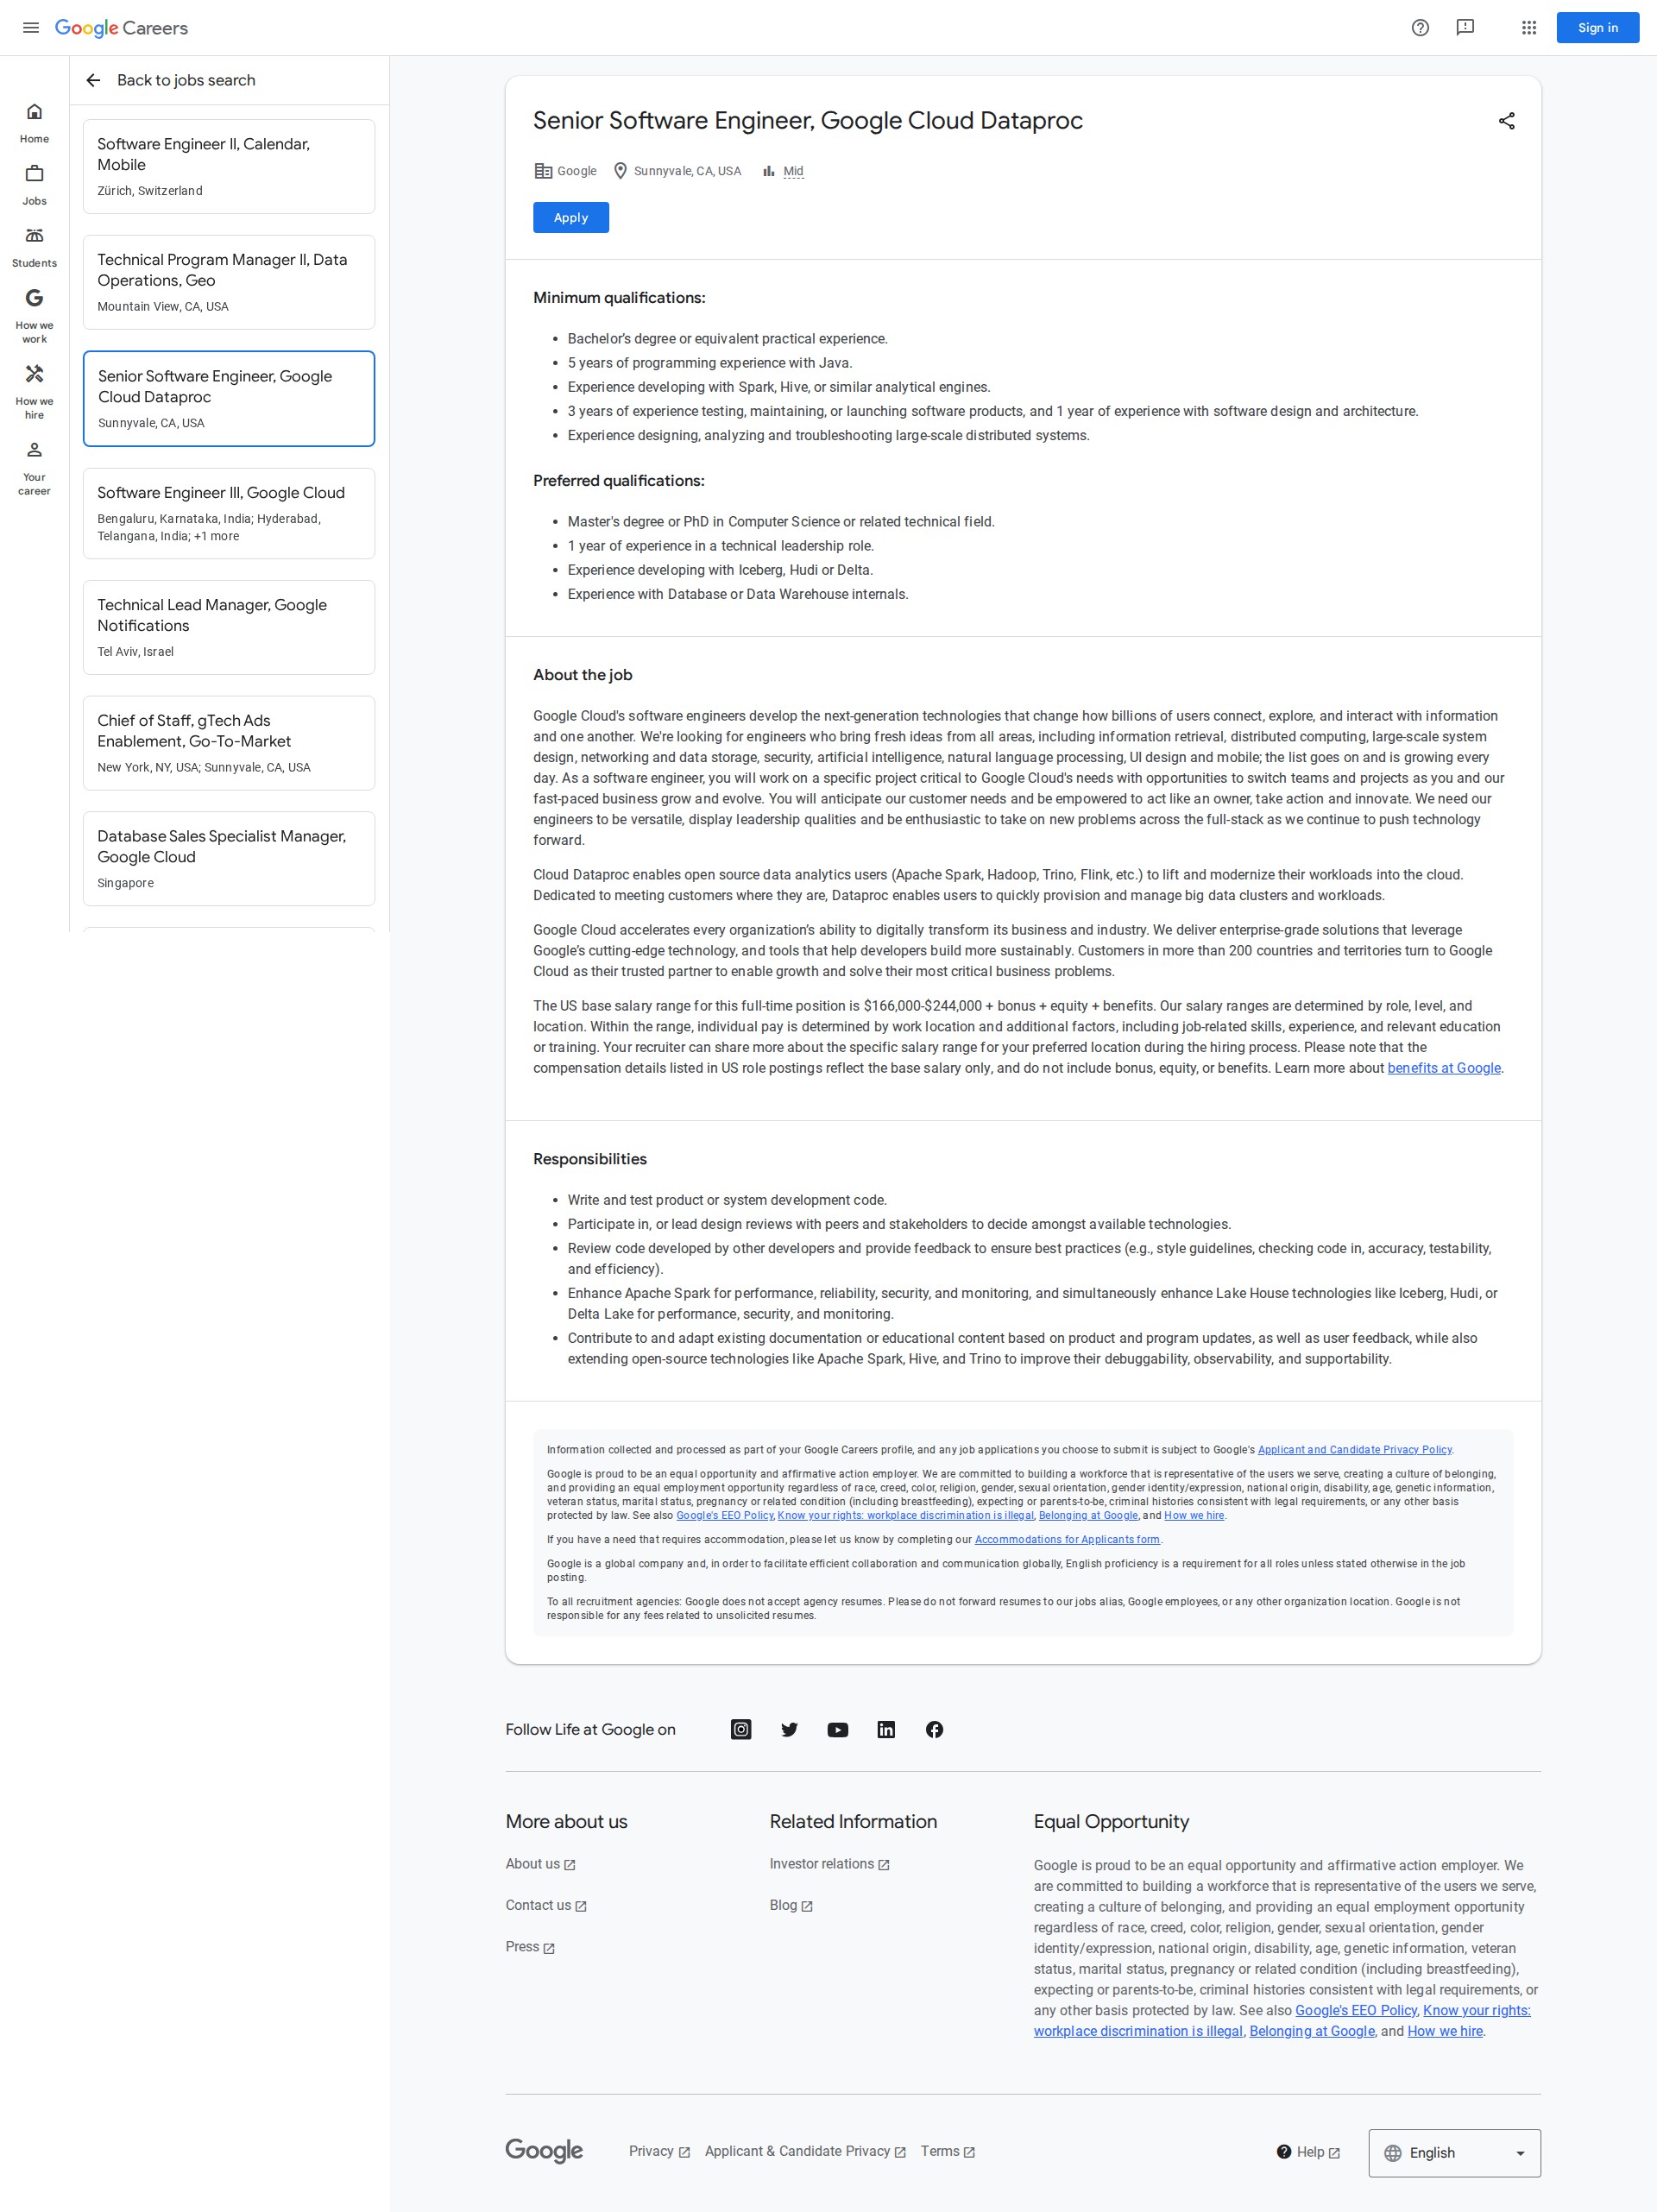 Google Careers
Sign in
Home
Jobs
Students
How we
work
How we
hire
Your
career
Back to jobs search
Software Engineer II, Calendar,
Mobile
Zürich, Switzerland
Technical Program Manager II, Data
Operations, Geo
Mountain View, CA, USA
Senior Software Engineer, Google
Cloud Dataproc
Sunnyvale, CA, USA
Software Engineer III, Google Cloud
Bengaluru, Karnataka, India; Hyderabad,
Telangana, India; +1 more
Technical Lead Manager, Google
Notifications
Tel Aviv, Israel
Chief of Staff, gTech Ads
Enablement, Go-To-Market
New York, NY, USA; Sunnyvale, CA, USA
Database Sales Specialist Manager,
Google Cloud
Singapore
Senior Software Engineer, Google Cloud Dataproc
Google Sunnyvale, CA, USA Mid
Apply
Minimum qualifications:
• Bachelor’s degree or equivalent practical experience.
• 5 years of programming experience with Java.
• Experience developing with Spark, Hive, or similar analytical engines.
• 3 years of experience testing, maintaining, or launching software products, and 1 year of experience with software design and architecture.
• Experience designing, analyzing and troubleshooting large-scale distributed systems.
Preferred qualifications:
• Master's degree or PhD in Computer Science or related technical field.
• 1 year of experience in a technical leadership role.
• Experience developing with Iceberg, Hudi or Delta.
• Experience with Database or Data Warehouse internals.
About the job
Google Cloud's software engineers develop the next-generation technologies that change how billions of users connect, explore, and interact with information
and one another. We're looking for engineers who bring fresh ideas from all areas, including information retrieval, distributed computing, large-scale system
design, networking and data storage, security, artificial intelligence, natural language processing, UI design and mobile; the list goes on and is growing every
day. As a software engineer, you will work on a specific project critical to Google Cloud's needs with opportunities to switch teams and projects as you and our
fast-paced business grow and evolve. You will anticipate our customer needs and be empowered to act like an owner, take action and innovate. We need our
engineers to be versatile, display leadership qualities and be enthusiastic to take on new problems across the full-stack as we continue to push technology
forward.
Cloud Dataproc enables open source data analytics users (Apache Spark, Hadoop, Trino, Flink, etc.) to lift and modernize their workloads into the cloud.
Dedicated to meeting customers where they are, Dataproc enables users to quickly provision and manage big data clusters and workloads.
Google Cloud accelerates every organization’s ability to digitally transform its business and industry. We deliver enterprise-grade solutions that leverage
Google’s cutting-edge technology, and tools that help developers build more sustainably. Customers in more than 200 countries and territories turn to Google
Cloud as their trusted partner to enable growth and solve their most critical business problems.
The US base salary range for this full-time position is $166,000-$244,000 + bonus + equity + benefits. Our salary ranges are determined by role, level, and
location. Within the range, individual pay is determined by work location and additional factors, including job-related skills, experience, and relevant education
or training. Your recruiter can share more about the specific salary range for your preferred location during the hiring process. Please note that the
compensation details listed in US role postings reflect the base salary only, and do not include bonus, equity, or benefits. Learn more about benefits at Google.
Responsibilities
• Write and test product or system development code.
• Participate in, or lead design reviews with peers and stakeholders to decide amongst available technologies.
• Review code developed by other developers and provide feedback to ensure best practices (e.g., style guidelines, checking code in, accuracy, testability,
and efficiency).
• Enhance Apache Spark for performance, reliability, security, and monitoring, and simultaneously enhance Lake House technologies like Iceberg, Hudi, or
Delta Lake for performance, security, and monitoring.
• Contribute to and adapt existing documentation or educational content based on product and program updates, as well as user feedback, while also
extending open-source technologies like Apache Spark, Hive, and Trino to improve their debuggability, observability, and supportability.
Information collected and processed as part of your Google Careers profile, and any job applications you choose to submit is subject to Google's Applicant and Candidate Privacy Policy.
Google is proud to be an equal opportunity and affirmative action employer. We are committed to building a workforce that is representative of the users we serve, creating a culture of belonging,
and providing an equal employment opportunity regardless of race, creed, color, religion, gender, sexual orientation, gender identity/expression, national origin, disability, age, genetic information,
veteran status, marital status, pregnancy or related condition (including breastfeeding), expecting or parents-to-be, criminal histories consistent with legal requirements, or any other basis
protected by law. See also Google's EEO Policy, Know your rights: workplace discrimination is illegal, Belonging at Google, and How we hire.
If you have a need that requires accommodation, please let us know by completing our Accommodations for Applicants form.
Google is a global company and, in order to facilitate efficient collaboration and communication globally, English proficiency is a requirement for all roles unless stated otherwise in the job
posting.
To all recruitment agencies: Google does not accept agency resumes. Please do not forward resumes to our jobs alias, Google employees, or any other organization location. Google is not
responsible for any fees related to unsolicited resumes.
Follow Life at Google on
More about us
About us
Contact us
Press
Related Information
Investor relations
Blog
Equal Opportunity
Google is proud to be an equal opportunity and affirmative action employer. We
are committed to building a workforce that is representative of the users we serve,
creating a culture of belonging, and providing an equal employment opportunity
regardless of race, creed, color, religion, gender, sexual orientation, gender
identity/expression, national origin, disability, age, genetic information, veteran
status, marital status, pregnancy or related condition (including breastfeeding),
expecting or parents-to-be, criminal histories consistent with legal requirements, or
any other basis protected by law. See also Google's EEO Policy, Know your rights:
workplace discrimination is illegal, Belonging at Google, and How we hire.
Google Privacy Applicant & Candidate Privacy Terms Help English